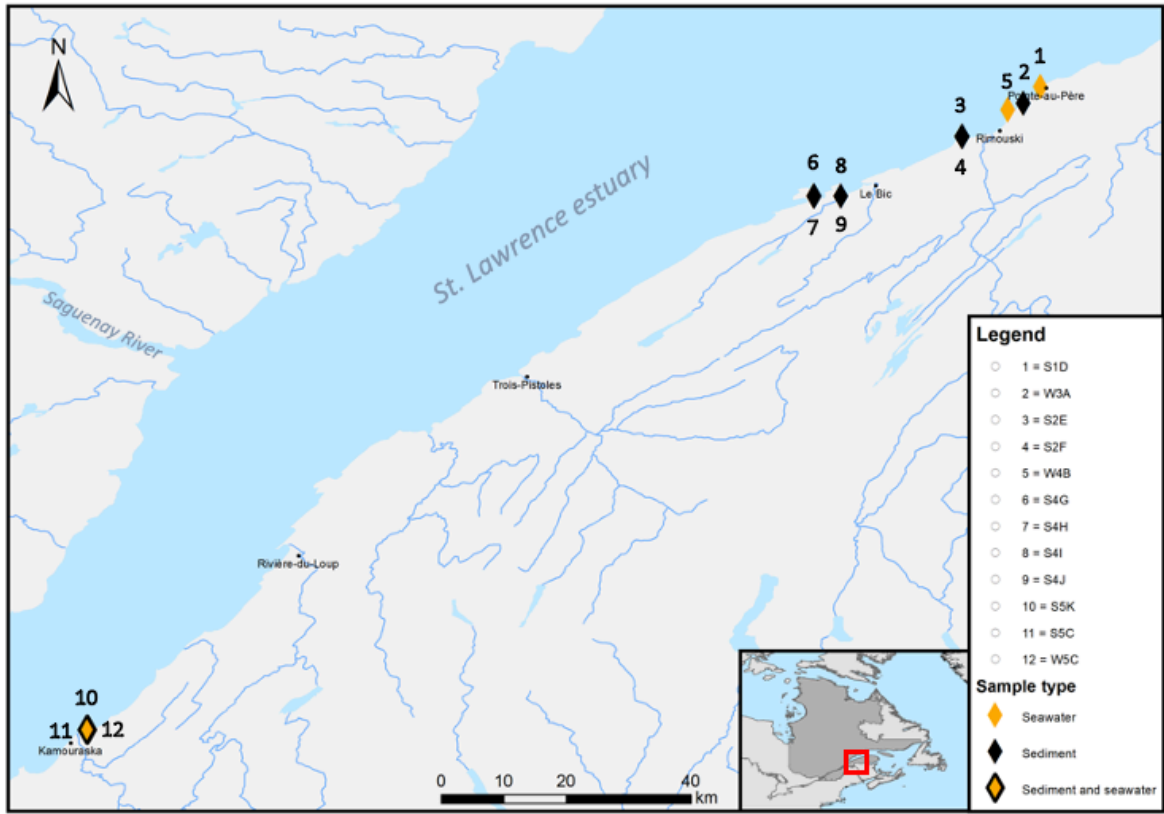 N
1
2
5
Pointe-au-Père
3
Rimouski
4
6
8
Le Bic
7
9
St. Lawrence estuary
Saguenay River
Trois-Pistoles
Rivière-du-Loup
10
11
12
Kamouraska
0 10 20 40
km
Legend
1 = S1D
2 = W3A
3 = S2E
4 = S2F
5 = W4B
6 = S4G
7 = S4H
8 = S4I
9 = S4J
10 = S5K
11 = S5C
12 = W5C
Sample type
Seawater
Sediment
Sediment and seawater